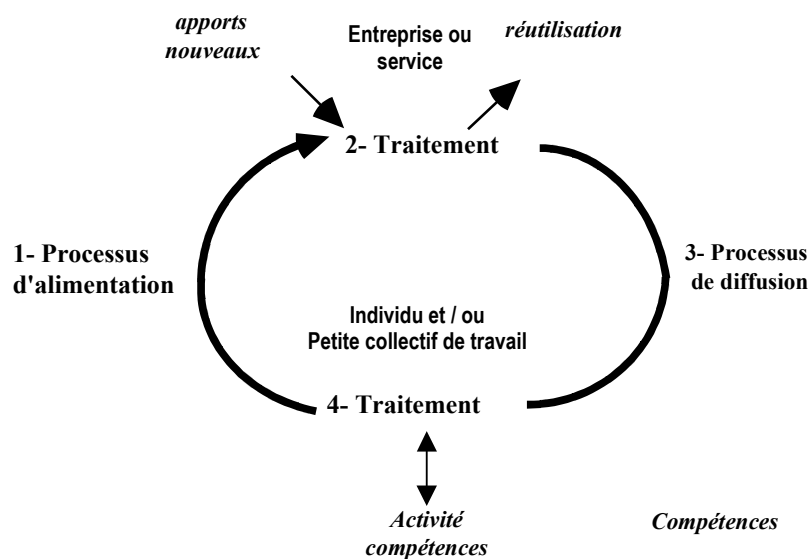 apports
nouveaux
Entreprise ou
service
réutilisation
2- Traitement
1- Processus
d'alimentation
3- Processus
de diffusion
Individu et / ou
Petite collectif de travail
4- Traitement
Activité
compétences
Compétences